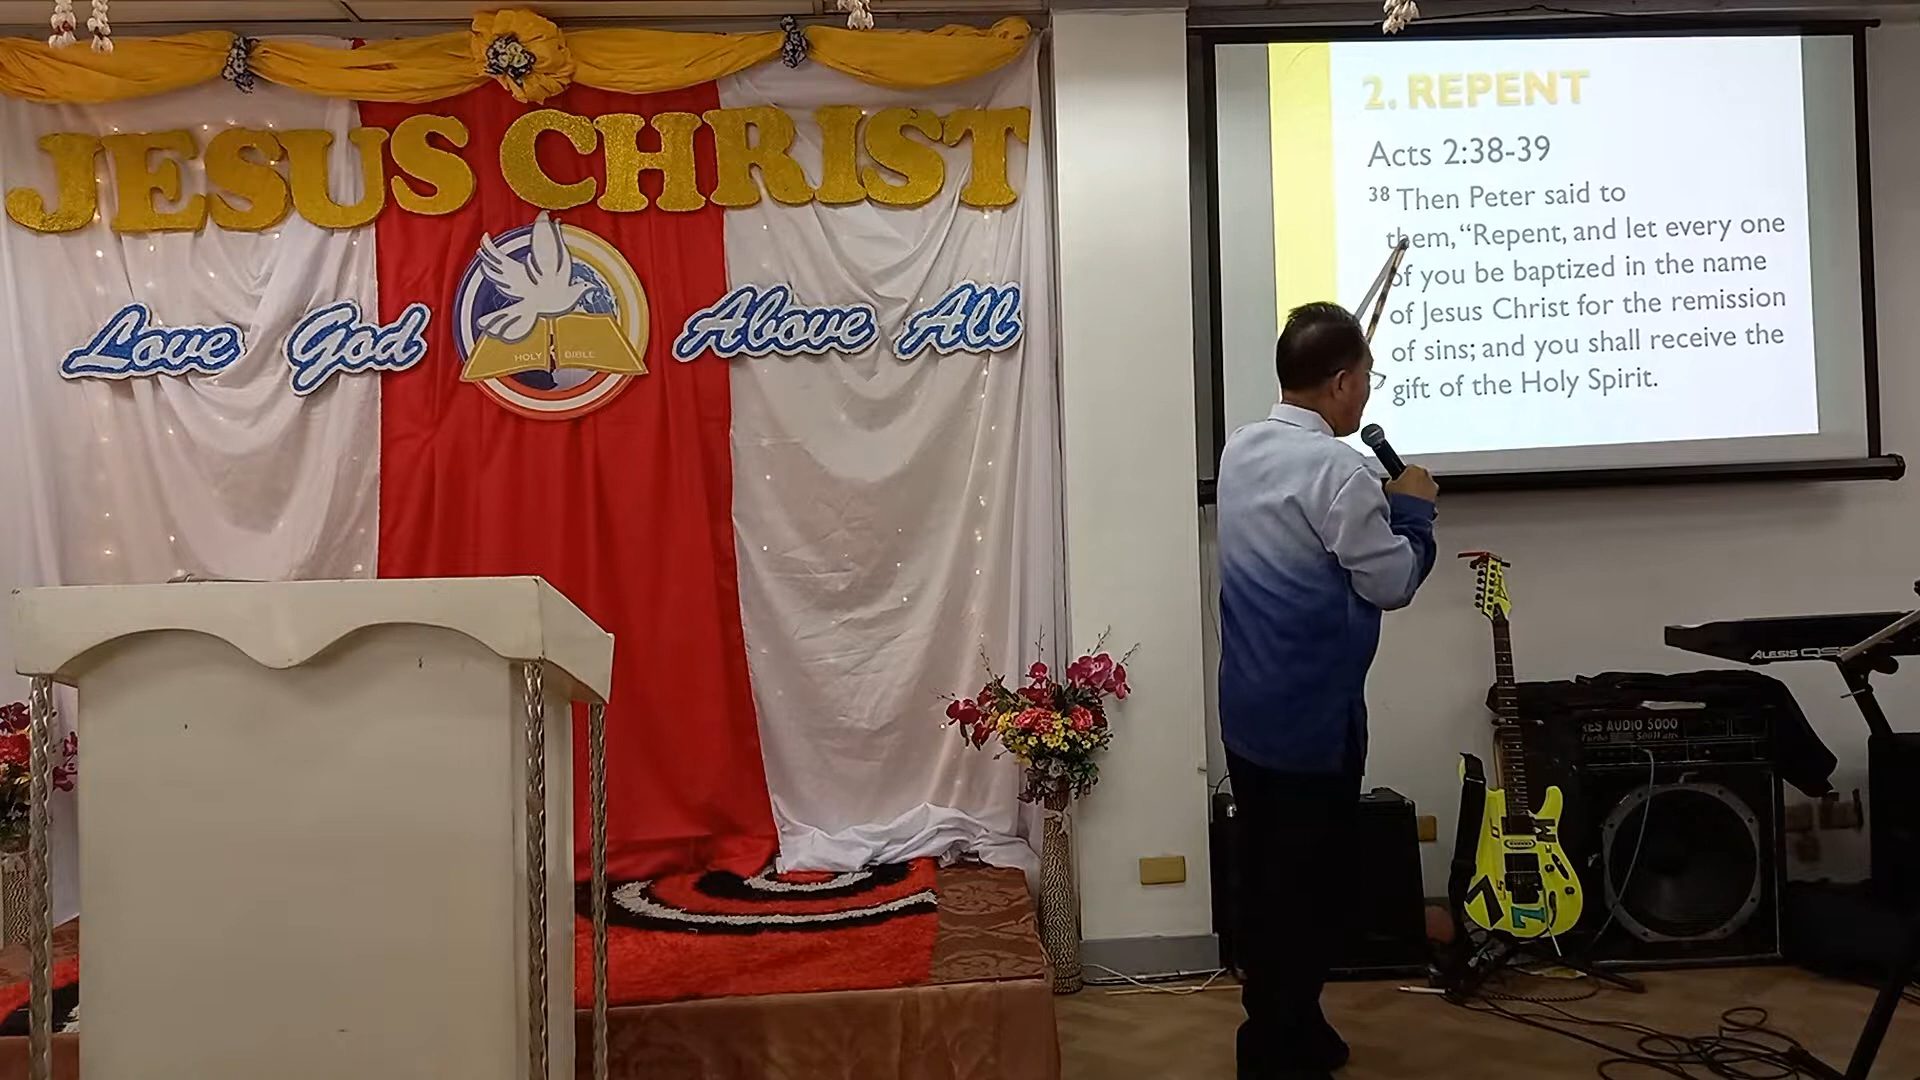 JESUS CHRIST
Love God Above All
HOLY BIBLE
2. REPENT
Acts 2:38-39
38 Then Peter said to
them, “Repent, and let every one
of you be baptized in the name
of Jesus Christ for the remission
of sins; and you shall receive the
gift of the Holy Spirit.
ALESIS
RES AUDIO 5000
Turbo 500Watts